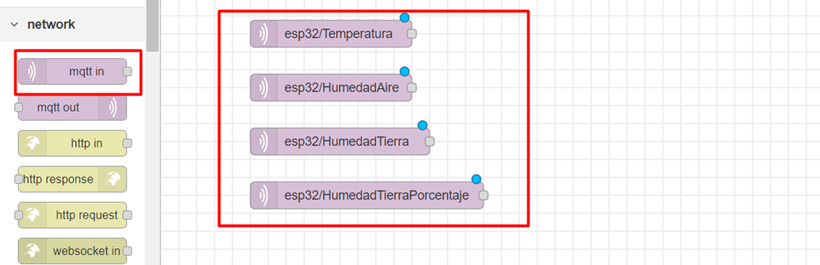 network
mqtt in
mqtt out
http in
http response
http request
websocket in
esp32/Temperatura
esp32/HumedadAire
esp32/HumedadTierra
esp32/HumedadTierraPorcentaje